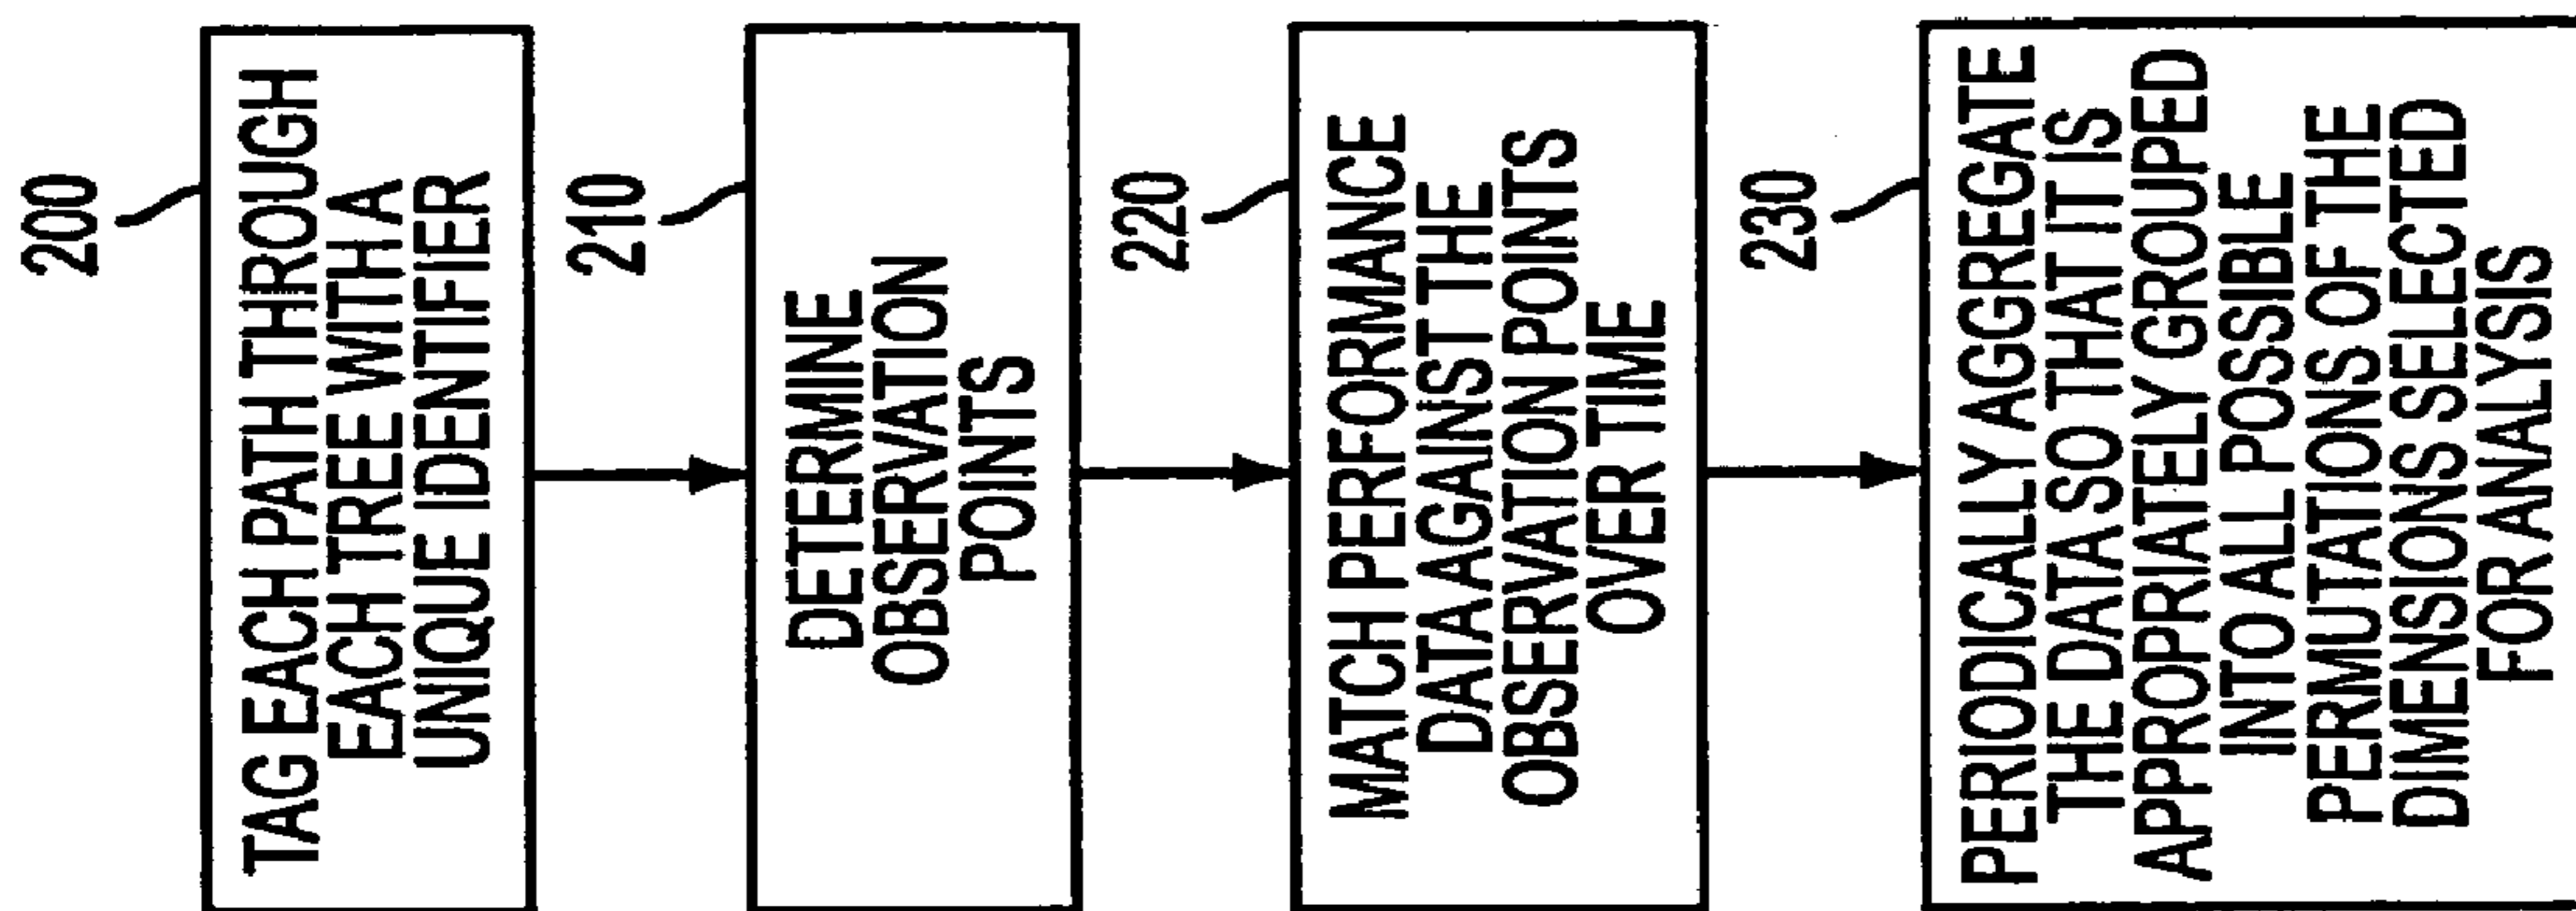 200
TAG EACH PATH THROUGH
EACH TREE WITH A
UNIQUE IDENTIFIER
210
DETERMINE
OBSERVATION
POINTS
220
MATCH PERFORMANCE
DATA AGAINST THE
OBSERVATION POINTS
OVER TIME
230
PERIODICALLY AGGREGATE
THE DATA SO THAT IT IS
APPROPRIATELY GROUPED
INTO ALL POSSIBLE
PERMUTATIONS OF THE
DIMENSIONS SELECTED
FOR ANALYSIS